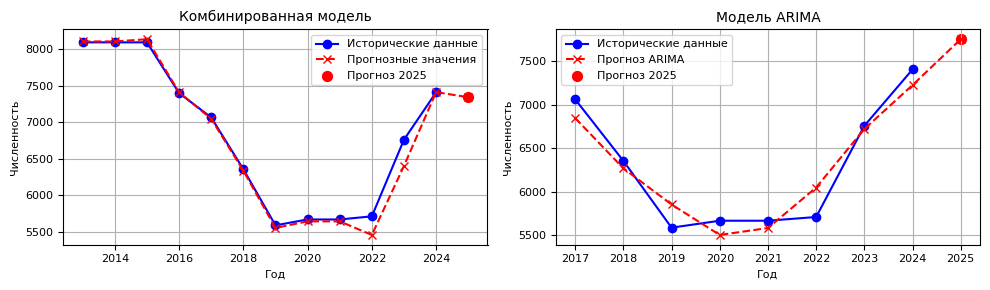 Комбинированная модель
Численность
8000
7500
7000
6500
6000
5500
Исторические данные
Прогнозные значения
Прогноз 2025
2014
2016
2018
2020
2022
2024
Год
Модель ARIMA
Численность
7500
7000
6500
6000
5500
Исторические данные
Прогноз ARIMA
Прогноз 2025
2017
2018
2019
2020
2021
2022
2023
2024
2025
Год